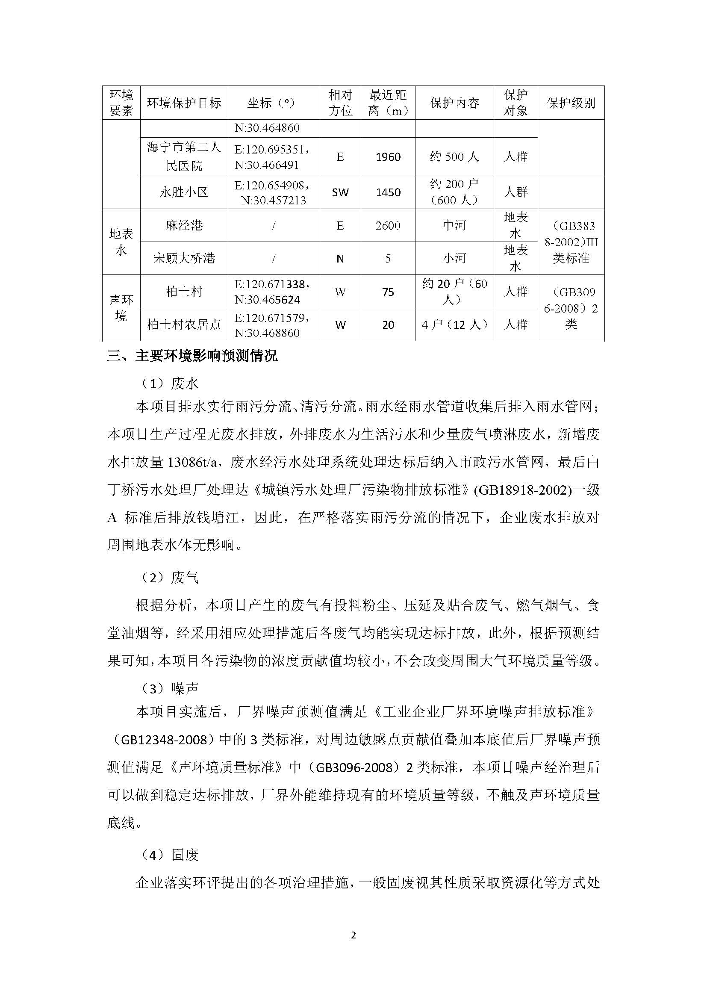 环境要素 环境保护目标 坐标（°） 相对方位 最近距离（m） 保护内容 保护对象 保护级别
N:30.464860
海宁市第二人民医院 E:120.695351，N:30.466491 E 1960 约 500 人 人群
永胜小区 E:120.654908，N:30.457213 SW 1450 约 200 户（600 人） 人群
地表水 麻泾港 / E 2600 中河 地表水 （GB3838-2002）III类标准
宋顾大桥港 / N 5 小河 地表水
声环境 柏士村 E:120.671338，N:30.465624 W 75 约 20 户（60人） 人群 （GB3096-2008）2类
柏士村农居点 E:120.671579，N:30.468860 W 20 4 户（12 人） 人群
三、主要环境影响预测情况
（1）废水
本项目排水实行雨污分流、清污分流。雨水经雨水管道收集后排入雨水管网；
本项目生产过程无废水排放，外排废水为生活污水和少量废气喷淋废水，新增废
水排放量 13086t/a，废水经污水处理系统处理达标后纳入市政污水管网，最后由
丁桥污水处理厂处理达《城镇污水处理厂污染物排放标准》(GB18918-2002)一级
A 标准后排放钱塘江，因此，在严格落实雨污分流的情况下，企业废水排放对
周围地表水体无影响。
（2）废气
根据分析，本项目产生的废气有投料粉尘、压延及贴合废气、燃气烟气、食
堂油烟等，经采用相应处理措施后各废气均能实现达标排放，此外，根据预测结
果可知，本项目各污染物的浓度贡献值均较小，不会改变周围大气环境质量等级。
（3）噪声
本项目实施后，厂界噪声预测值满足《工业企业厂界环境噪声排放标准》
（GB12348-2008）中的 3 类标准，对周边敏感点贡献值叠加本底值后厂界噪声预
测值满足《声环境质量标准》中（GB3096-2008）2 类标准，本项目噪声经治理后
可以做到稳定达标排放，厂界外能维持现有的环境质量等级，不触及声环境质量
底线。
（4）固废
企业落实环评提出的各项治理措施，一般固废视其性质采取资源化等方式处
2